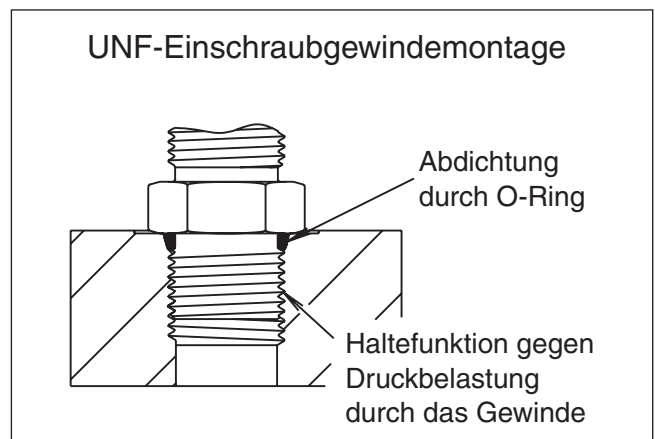 UNF-Einschraubgewindemontage
Abdichtung
durch O-Ring
Haltefunktion gegen
Druckbelastung
durch das Gewinde